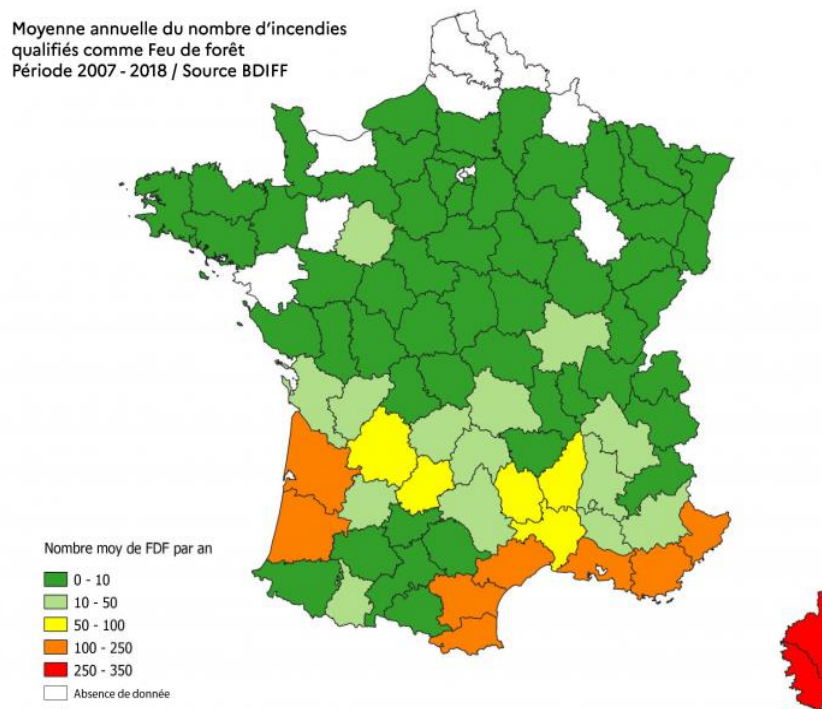 Moyenne annuelle du nombre d'incendies
qualifiés comme Feu de forêt
Période 2007 - 2018 / Source BDIFF
Nombre moy de FDF par an
0 - 10
10 - 50
50 - 100
100 - 250
250 - 350
Absence de donnée